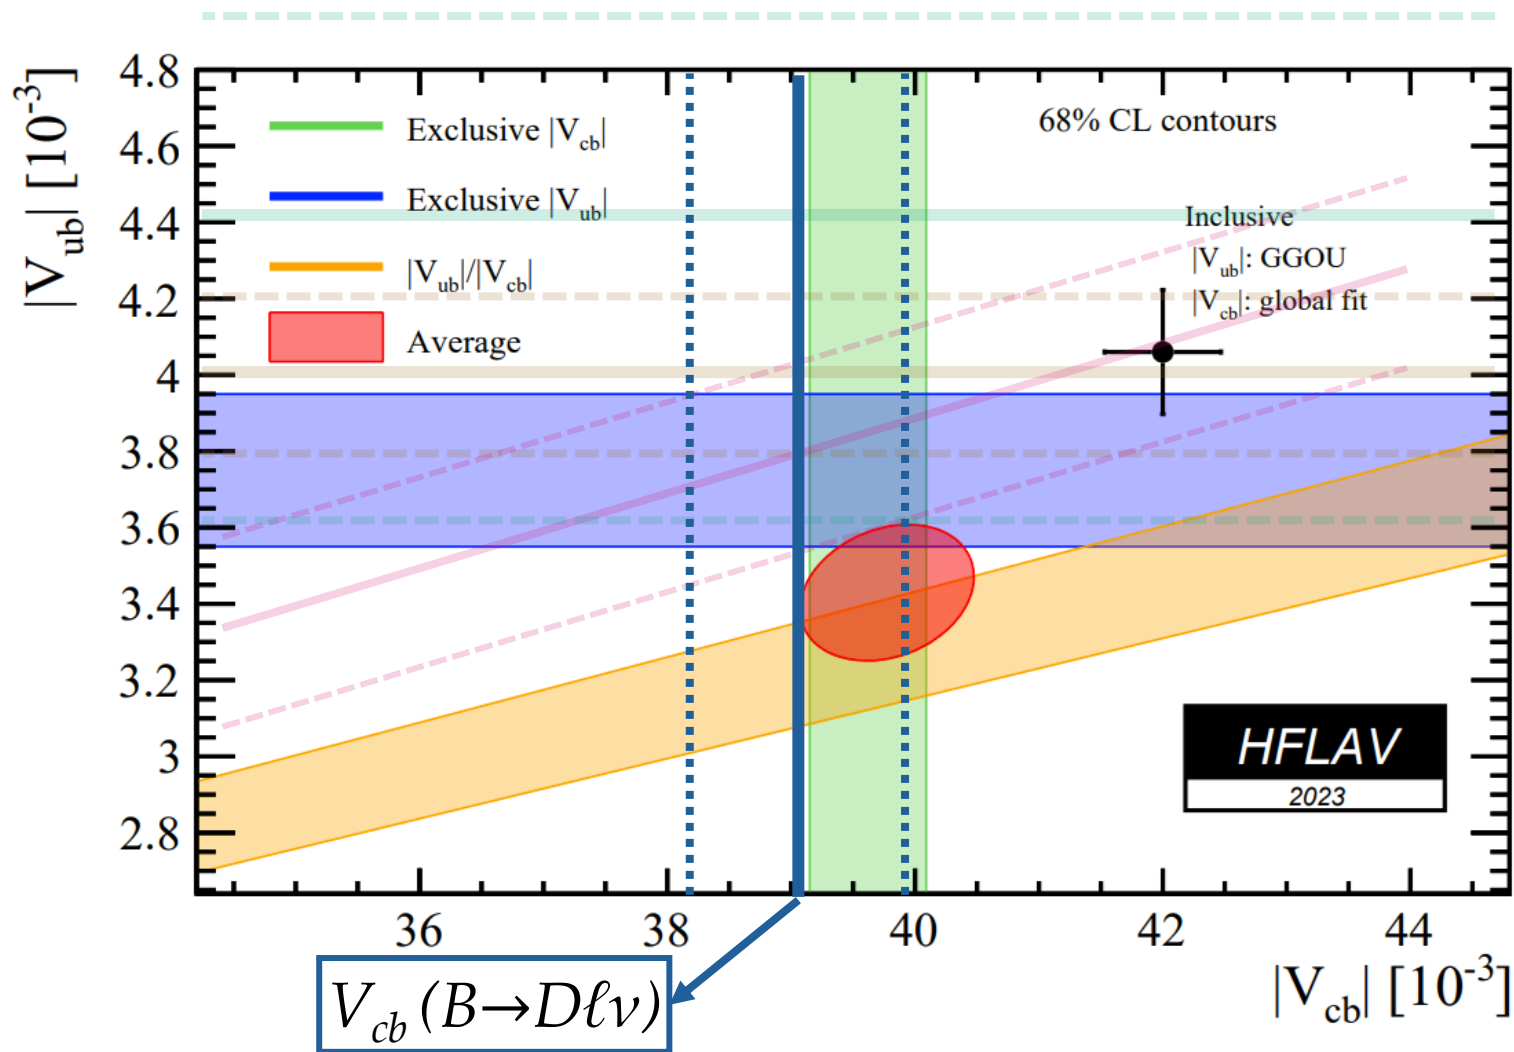 |V_ub| [10^-3]
4.8
4.6
4.4
4.2
4
3.8
3.6
3.4
3.2
3
2.8
Exclusive |V_cb|
Exclusive |V_ub|
|V_ub|/|V_cb|
Average
68% CL contours
Inclusive
|V_ub|: GGOU
|V_cb|: global fit
HFLAV
2023
36 38 40 42 44
|V_cb| [10^-3]
V_cb (B→Dℓν)